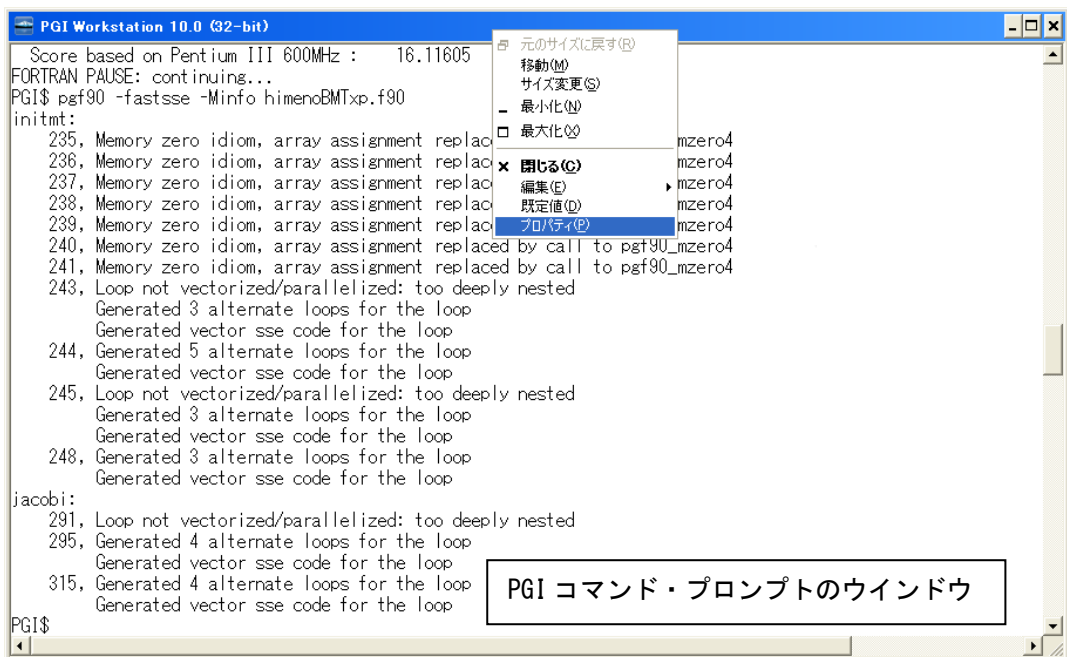 PGI Workstation 10.0 (32-bit)
Score based on Pentium III 600MHz :     16.11605
FORTRAN PAUSE: continuing...
PGI$ pgf90 -fastsse -Minfo himenoBMTxp.f90
initmt:
235, Memory zero idiom, array assignment replac mzero4
236, Memory zero idiom, array assignment replac mzero4
237, Memory zero idiom, array assignment replac mzero4
238, Memory zero idiom, array assignment replac mzero4
239, Memory zero idiom, array assignment replac mzero4
240, Memory zero idiom, array assignment replaced by call to pgf90_mzero4
241, Memory zero idiom, array assignment replaced by call to pgf90_mzero4
243, Loop not vectorized/parallelized: too deeply nested
Generated 3 alternate loops for the loop
Generated vector sse code for the loop
244, Generated 5 alternate loops for the loop
Generated vector sse code for the loop
245, Loop not vectorized/parallelized: too deeply nested
Generated 3 alternate loops for the loop
Generated vector sse code for the loop
248, Generated 3 alternate loops for the loop
Generated vector sse code for the loop
jacobi:
291, Loop not vectorized/parallelized: too deeply nested
295, Generated 4 alternate loops for the loop
Generated vector sse code for the loop
315, Generated 4 alternate loops for the loop
Generated vector sse code for the loop
PGI$
元のサイズに戻す(R)
移動(M)
サイズ変更(S)
最小化(N)
最大化(X)
閉じる(C)
編集(E)
既定値(D)
プロパティ(P)
PGI コマンド・プロンプトのウインドウ